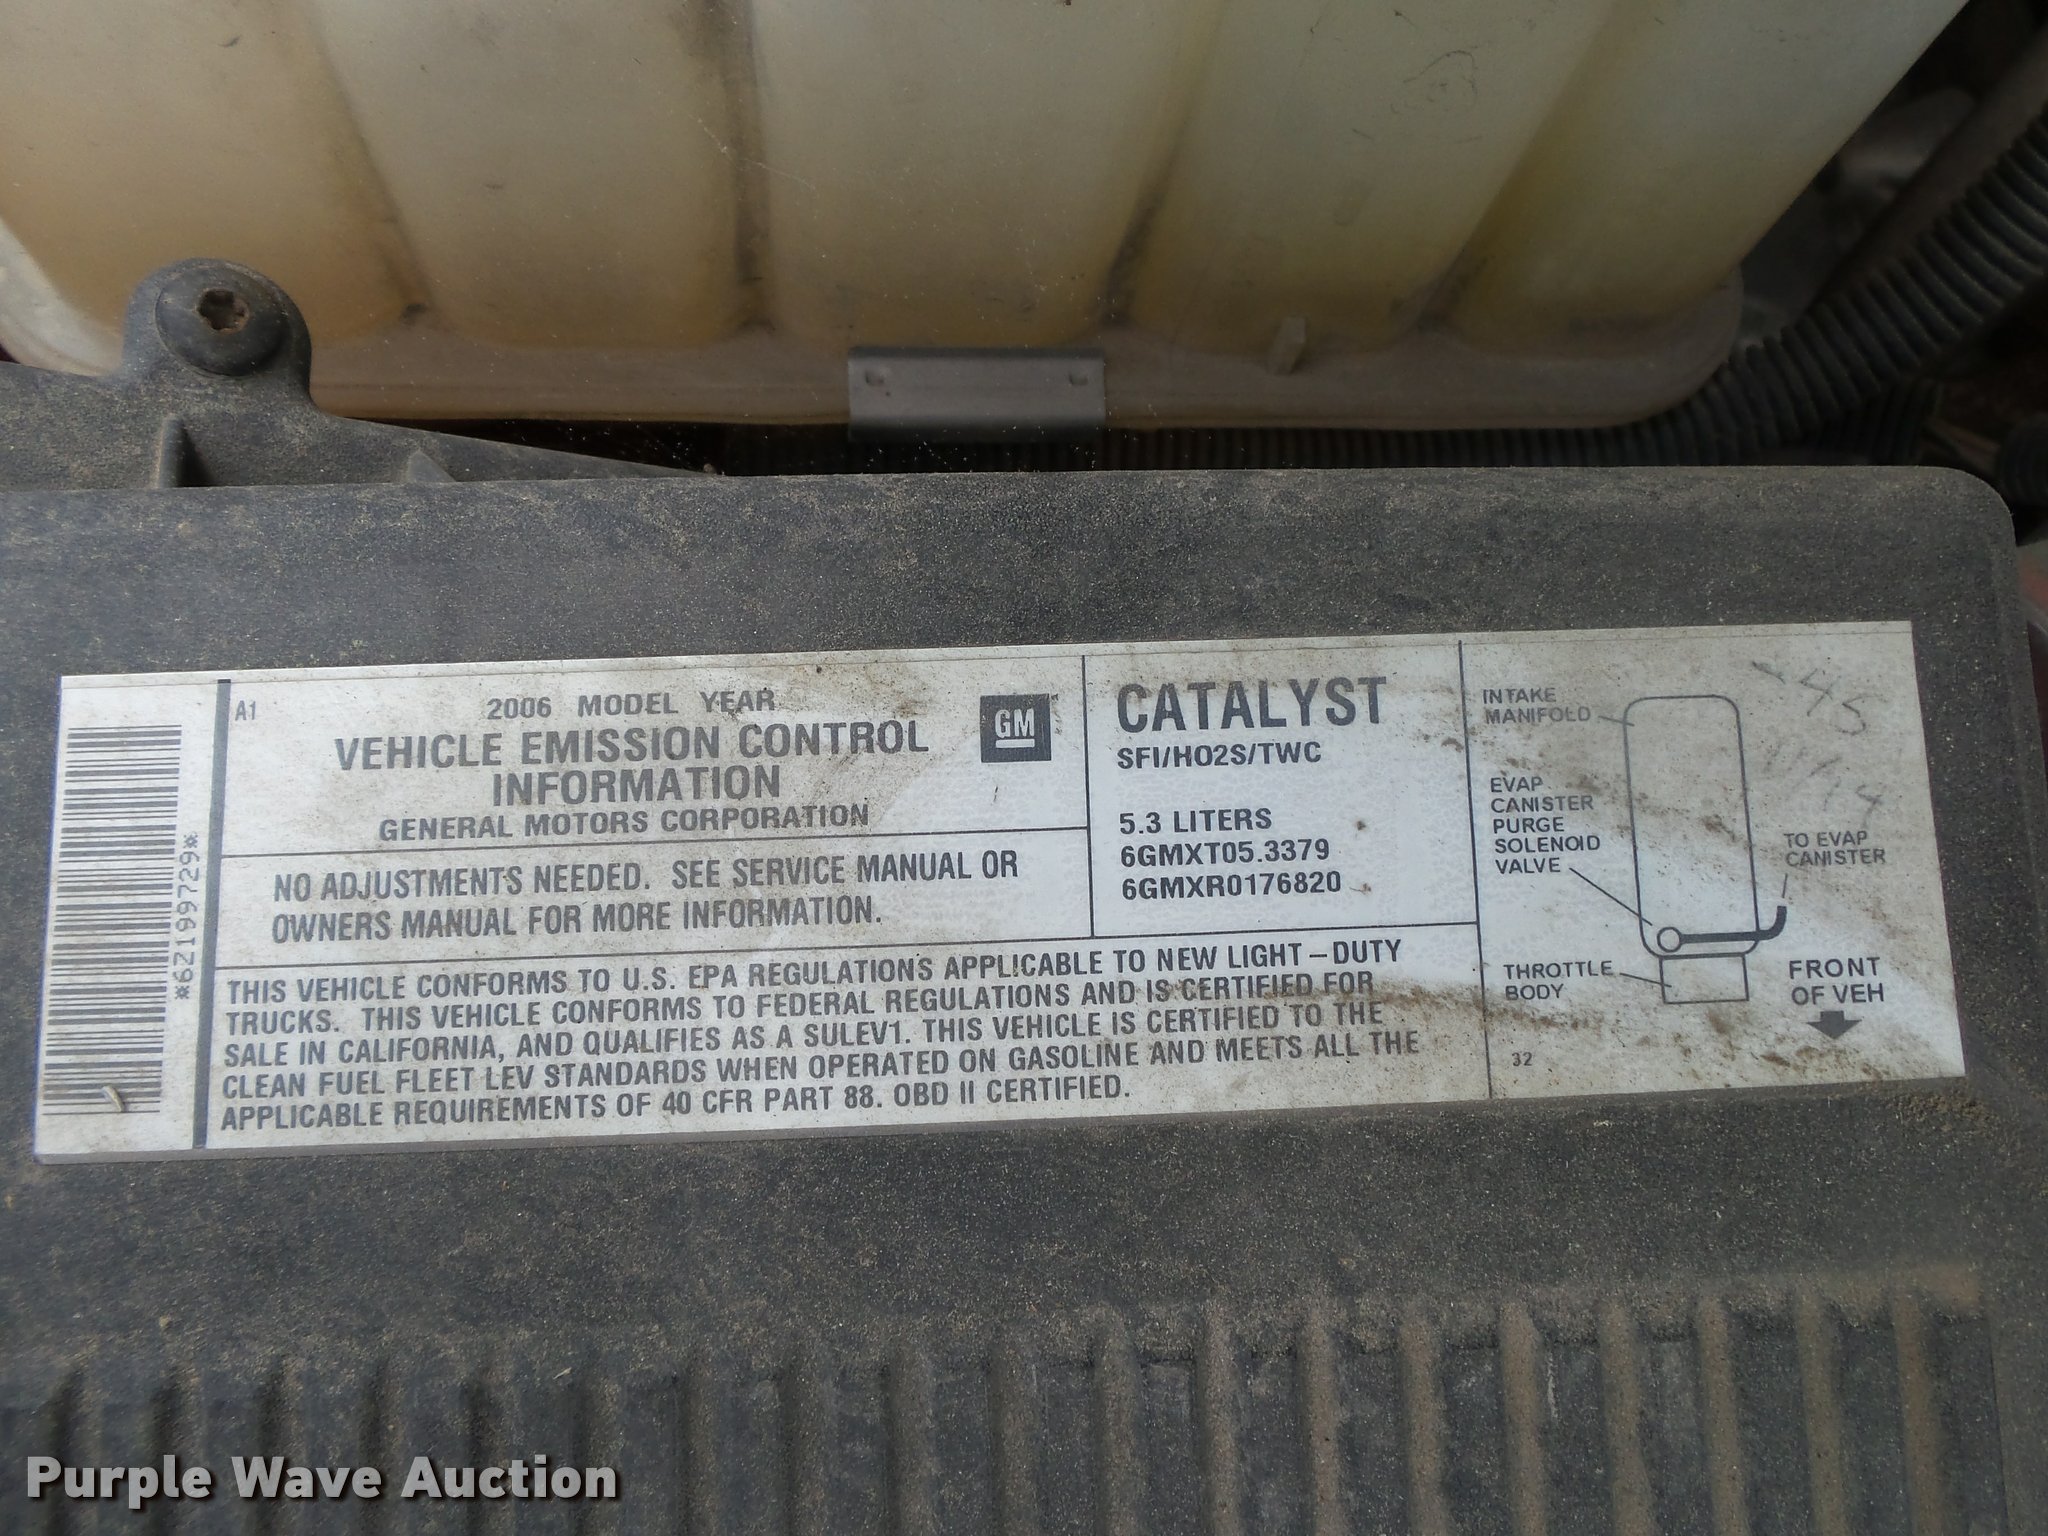 A1
2006 MODEL YEAR
VEHICLE EMISSION CONTROL
INFORMATION
GENERAL MOTORS CORPORATION
GM
NO ADJUSTMENTS NEEDED. SEE SERVICE MANUAL OR
OWNERS MANUAL FOR MORE INFORMATION.
CATALYST
SFI/HO2S/TWC
5.3 LITERS
6GMXT05.3379
6GMXR0176820
THIS VEHICLE CONFORMS TO U.S. EPA REGULATIONS APPLICABLE TO NEW LIGHT-DUTY
TRUCKS. THIS VEHICLE CONFORMS TO FEDERAL REGULATIONS AND IS CERTIFIED FOR
SALE IN CALIFORNIA, AND QUALIFIES AS A SULEV1. THIS VEHICLE IS CERTIFIED TO THE
CLEAN FUEL FLEET LEV STANDARDS WHEN OPERATED ON GASOLINE AND MEETS ALL THE
APPLICABLE REQUIREMENTS OF 40 CFR PART 88. OBD II CERTIFIED.
*62199729*
INTAKE
MANIFOLD
-45
EVAP
CANISTER
PURGE
SOLENOID
VALVE
TO EVAP
CANISTER
THROTTLE
BODY
FRONT
OF VEH
32
Purple Wave Auction